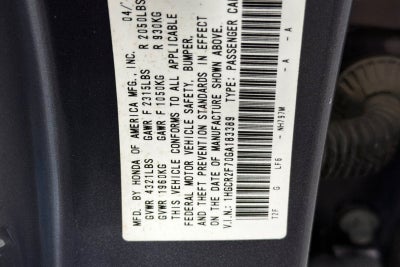 MFD. BY HONDA OF AMERICA MFG., INC. 04/
GVWR 4321LBS GAWR F 2315LBS R 2050LBS
GVWR 1960KG GAWR F 1050KG R 930KG
THIS VEHICLE CONFORMS TO ALL APPLICABLE
FEDERAL MOTOR VEHICLE SAFETY, BUMPER,
AND THEFT PREVENTION STANDARDS IN EFFECT
ON THE DATE OF MANUFACTURE SHOWN ABOVE.
V.I.N.: 1HGCR2F70GA183389 TYPE: PASSENGER CA
T2F G LF6 - NH797M - A - A